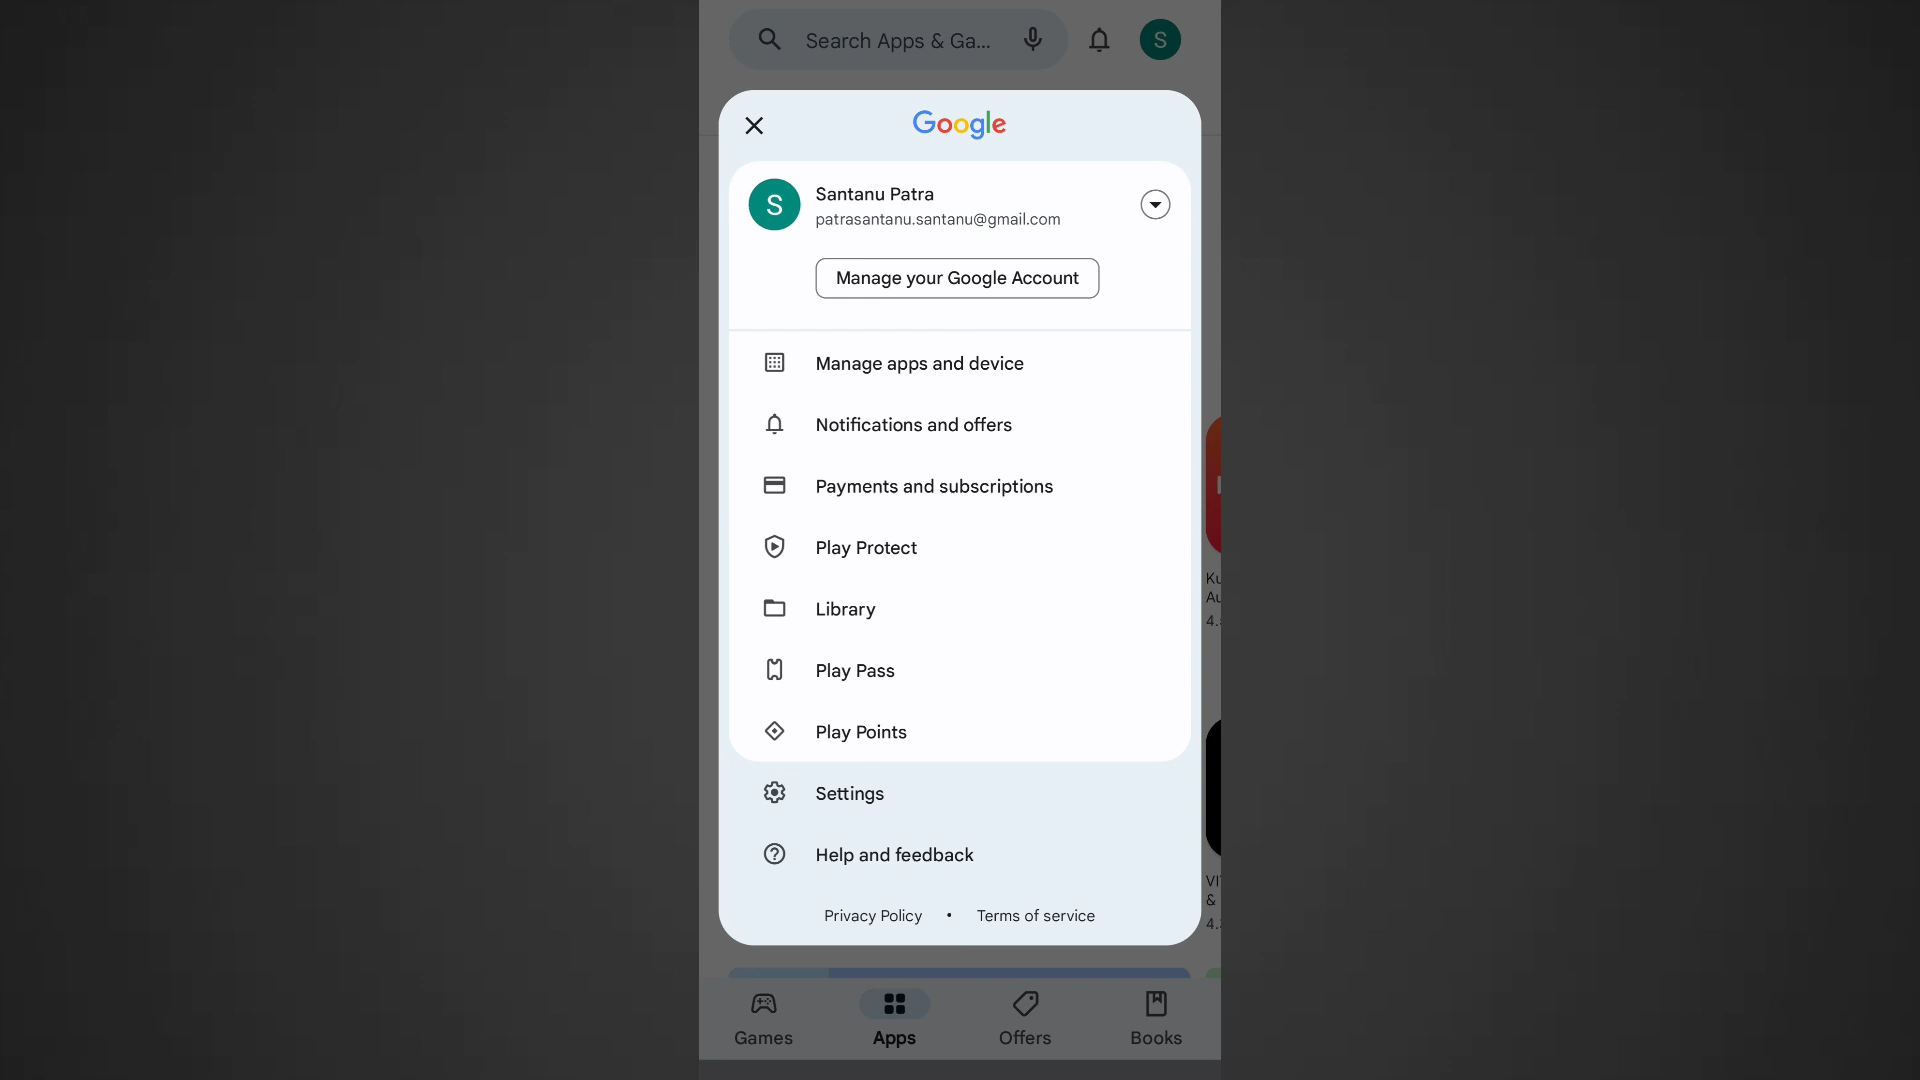 Search Apps & Ga...
S
Google
S
Santanu Patra
patrasantanu.santanu@gmail.com
Manage your Google Account
Manage apps and device
Notifications and offers
Payments and subscriptions
Play Protect
Library
Play Pass
Play Points
Settings
Help and feedback
Privacy Policy • Terms of service
Games
Apps
Offers
Books